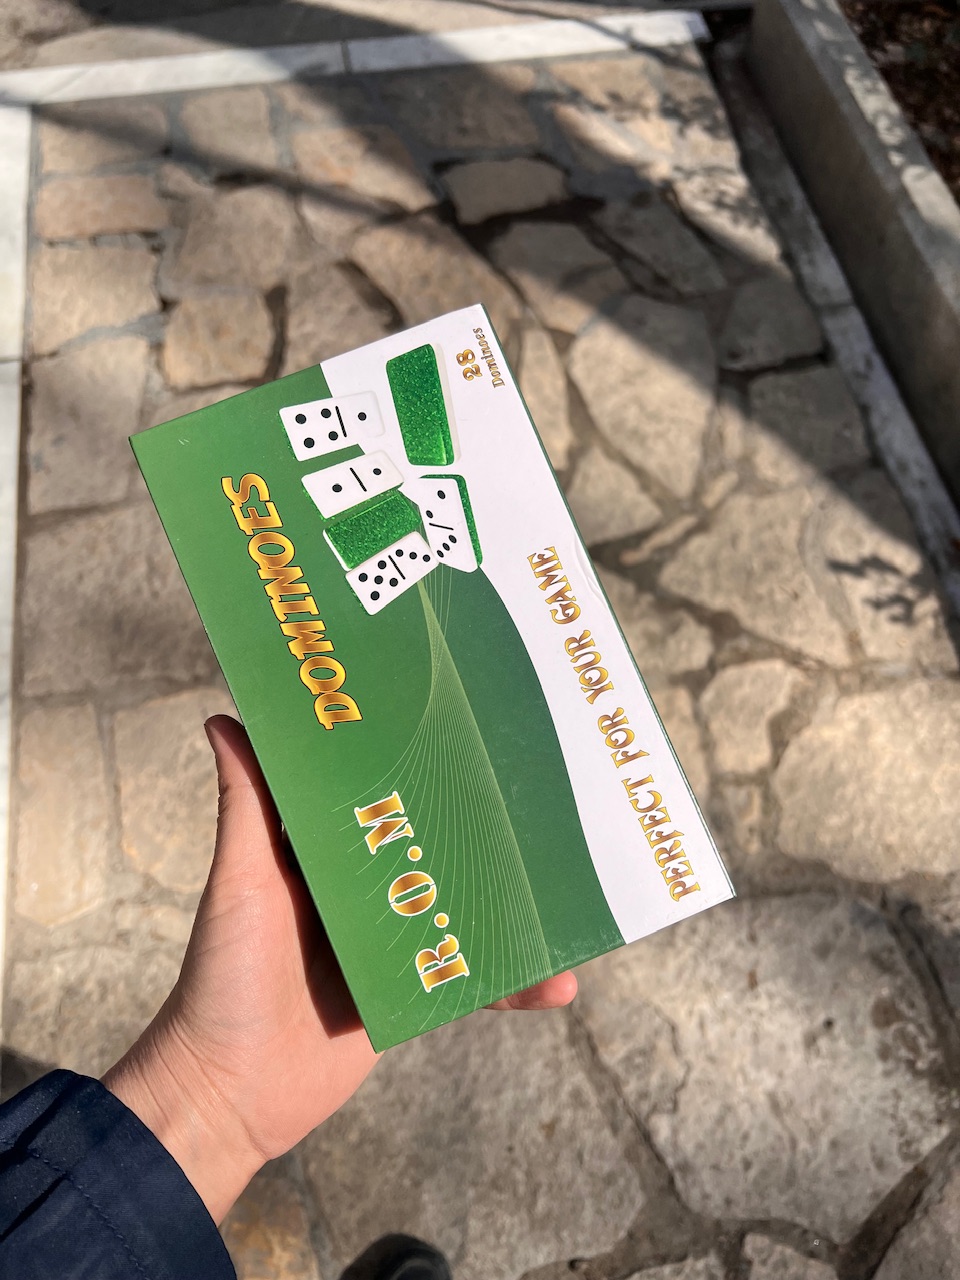 R.O.M
DOMINOES
PERFECT FOR YOUR GAME
28
Dominoes